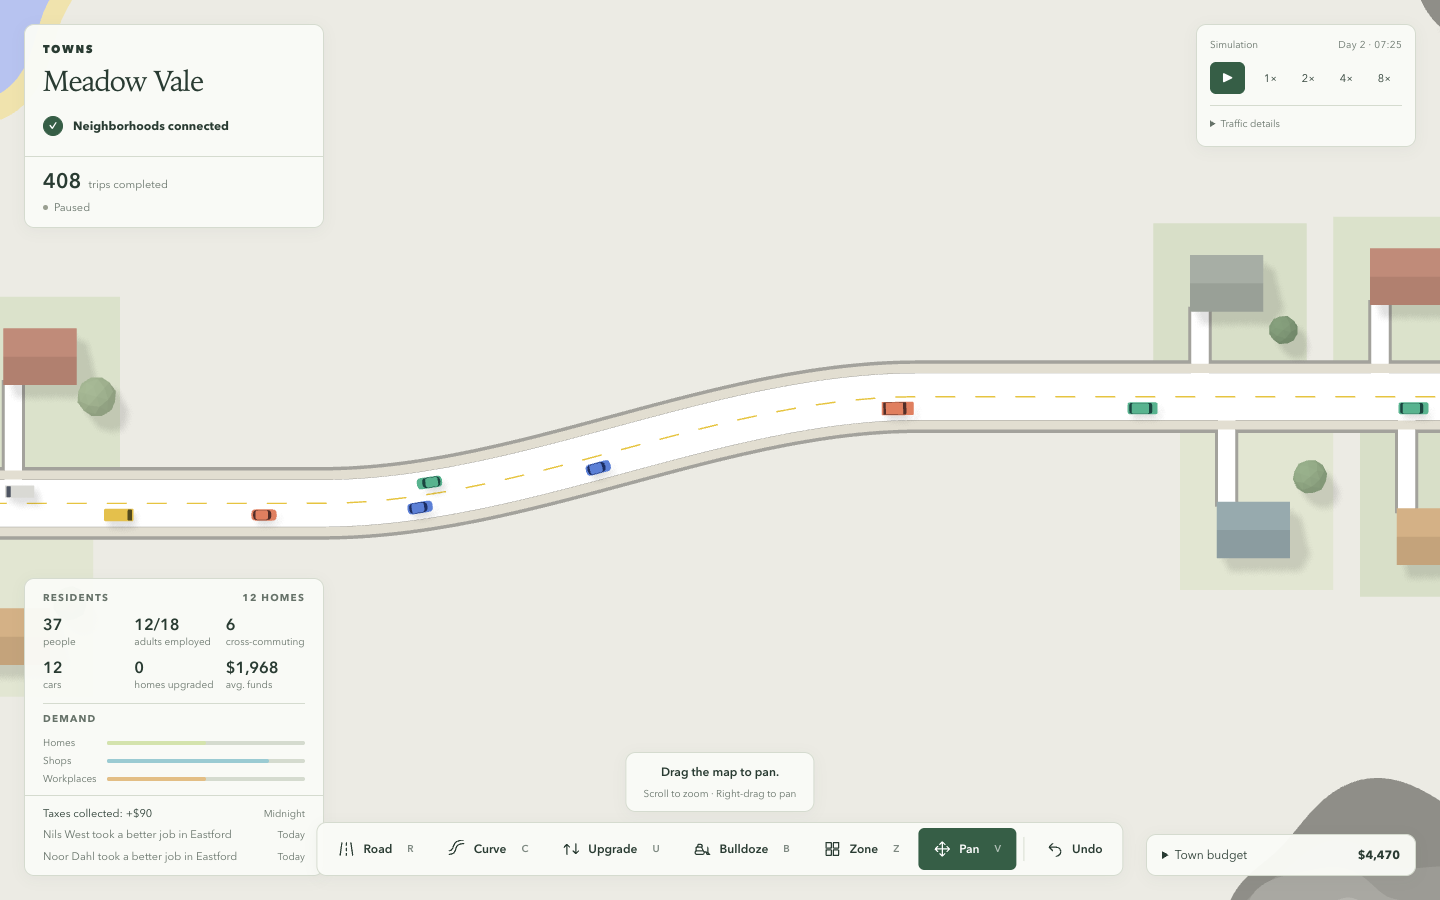 TOWNS
Meadow Vale
Neighborhoods connected
408 trips completed
Paused
Simulation Day 2 · 07:25
1× 2× 4× 8×
Traffic details
RESIDENTS 12 HOMES
37 12/18 6
people adults employed cross-commuting
12 0 $1,968
cars homes upgraded avg. funds
DEMAND
Homes
Shops
Workplaces
Taxes collected: +$90 Midnight
Nils West took a better job in Eastford Today
Noor Dahl took a better job in Eastford Today
Drag the map to pan.
Scroll to zoom · Right-drag to pan
Road R Curve C Upgrade U Bulldoze B Zone Z Pan V Undo
Town budget $4,470